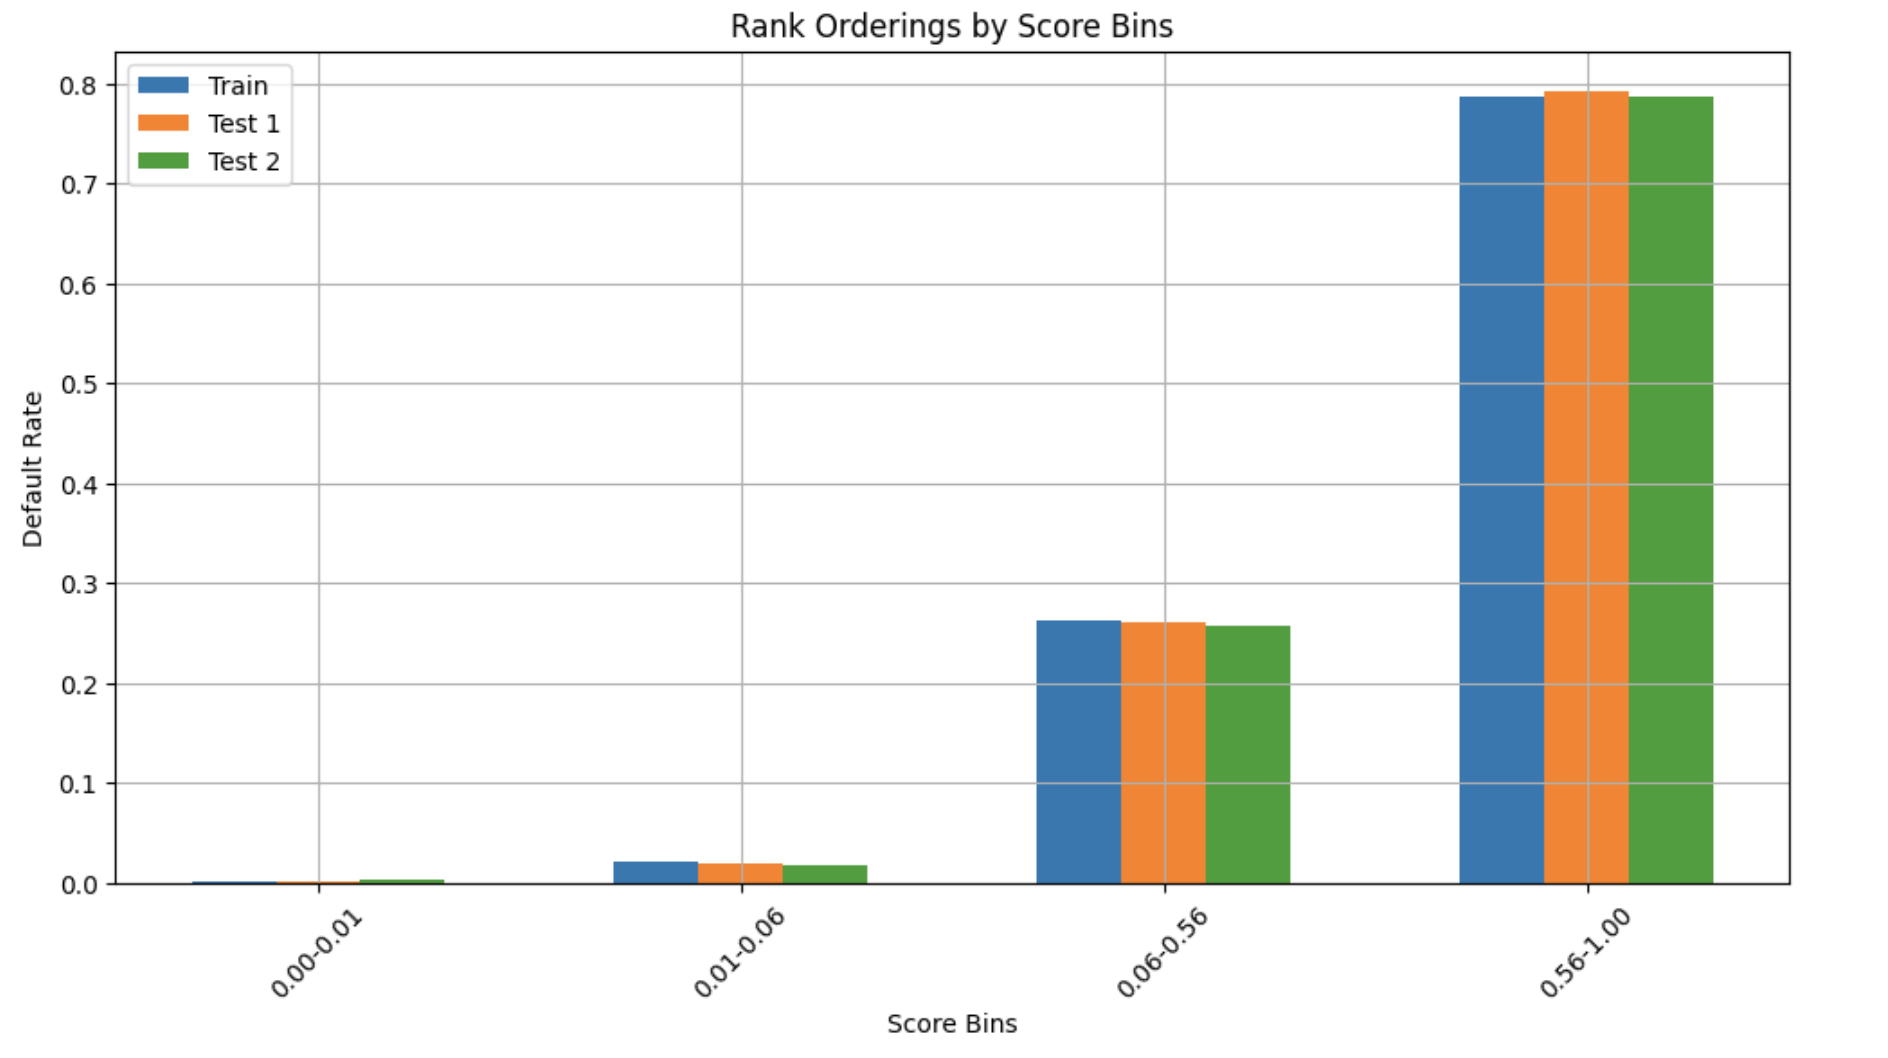 Rank Orderings by Score Bins
Train
Test 1
Test 2
Default Rate
0.8
0.7
0.6
0.5
0.4
0.3
0.2
0.1
0.0
0.00-0.01
0.01-0.06
0.06-0.56
0.56-1.00
Score Bins